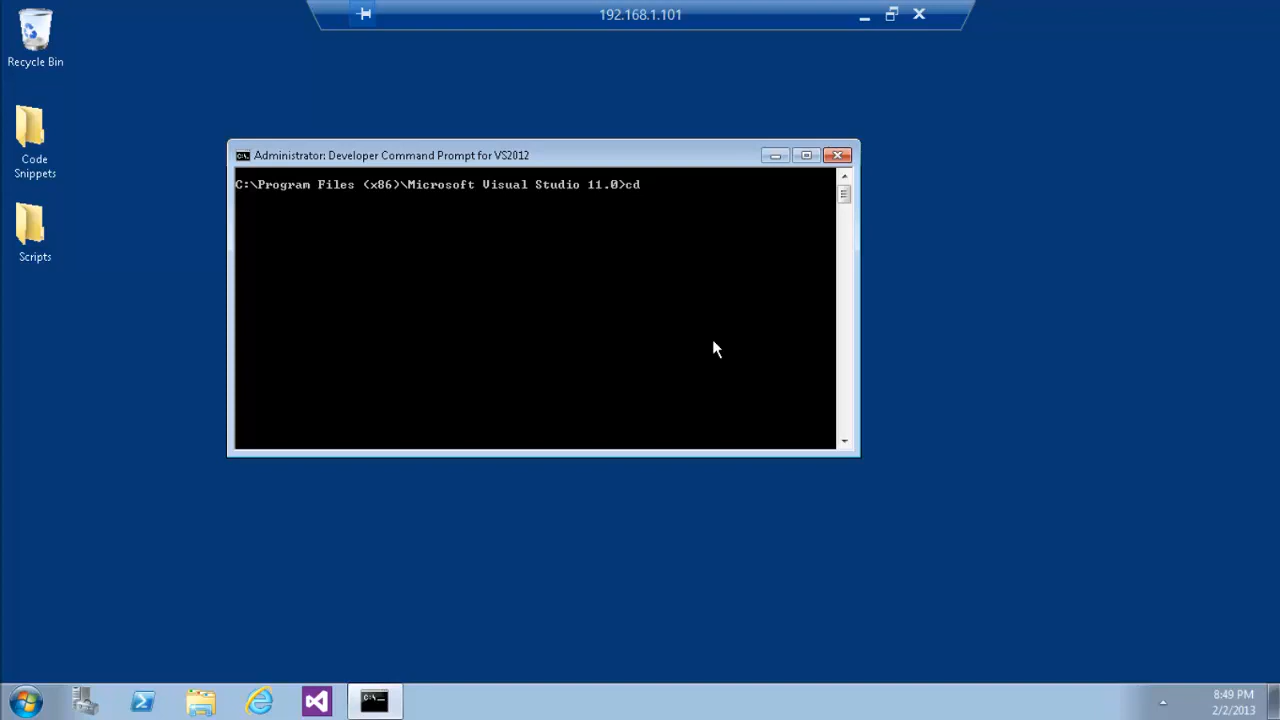 192.168.1.101
Recycle Bin
Code
Snippets
Scripts
Administrator: Developer Command Prompt for VS2012
C:\Program Files (x86)\Microsoft Visual Studio 11.0>cd
C:\_
8:49 PM
2/2/2013